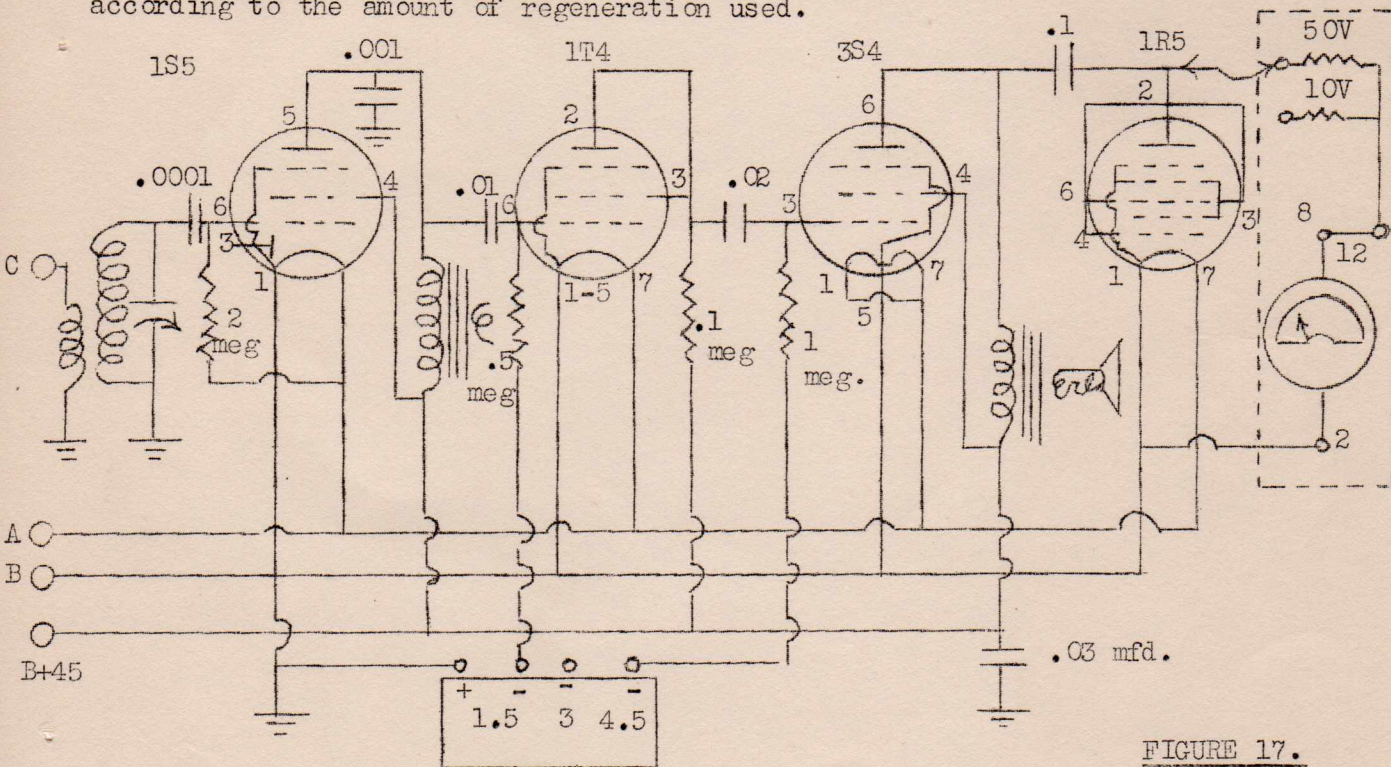 according to the amount of regeneration used.
1S5
.001
1T4
3S4
.1
1R5
50V
10V
5
2
6
2
.0001
6
3
4
.01
6
3
.02
3
4
6
4
3
8
12
C
1
2
meg
.5
meg
1-5
7
.1
meg
1
meg.
1
5
7
1
7
2
A
B
B+45
+
-
-
-
1.5
3
4.5
.03 mfd.
FIGURE 17.